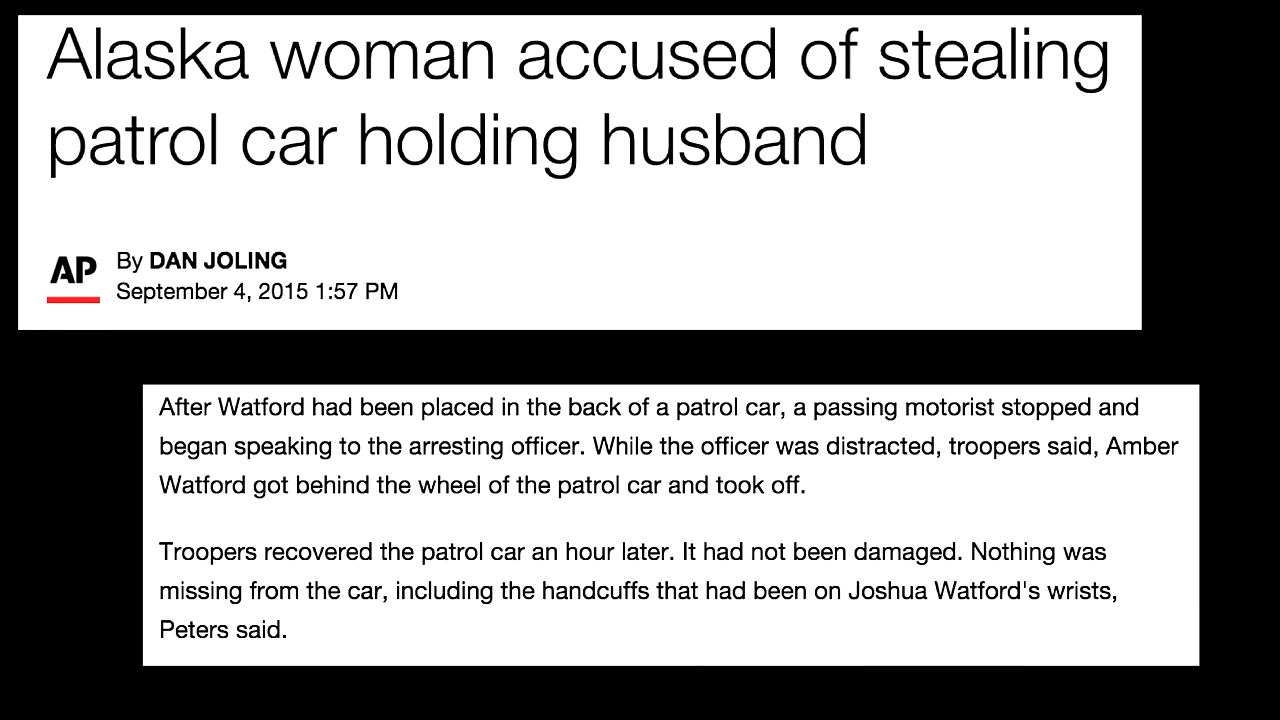 Alaska woman accused of stealing
patrol car holding husband
AP
By DAN JOLING
September 4, 2015 1:57 PM
After Watford had been placed in the back of a patrol car, a passing motorist stopped and
began speaking to the arresting officer. While the officer was distracted, troopers said, Amber
Watford got behind the wheel of the patrol car and took off.
Troopers recovered the patrol car an hour later. It had not been damaged. Nothing was
missing from the car, including the handcuffs that had been on Joshua Watford's wrists,
Peters said.